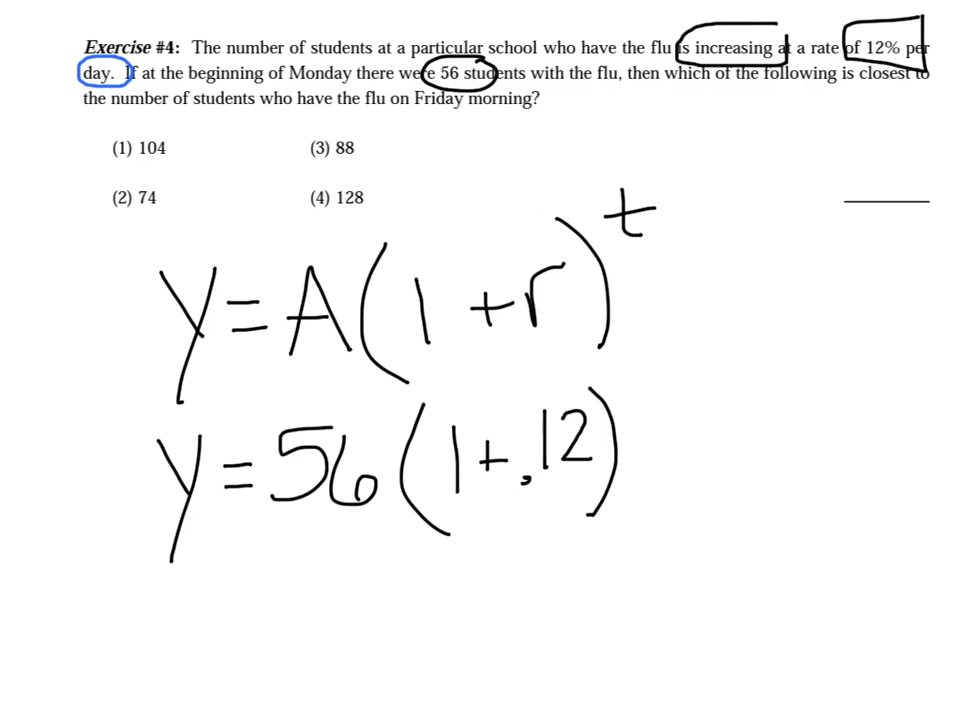 Exercise #4: The number of students at a particular school who have the flu is increasing at a rate of 12% per
day. If at the beginning of Monday there were 56 students with the flu, then which of the following is closest to
the number of students who have the flu on Friday morning?
(1) 104 (3) 88
(2) 74 (4) 128
y = A(1 + r)^t
y = 56(1 + .12)